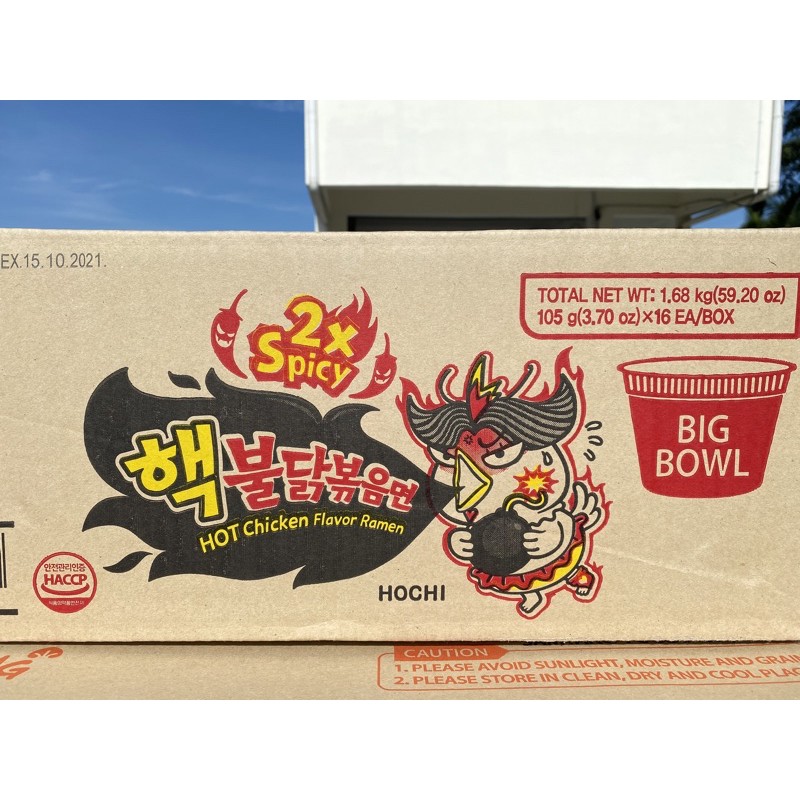 EX.15.10.2021.
TOTAL NET WT: 1.68 kg(59.20 oz)
105 g(3.70 oz)×16 EA/BOX
2x
Spicy
핵불닭볶음면
HOT Chicken Flavor Ramen
BIG
BOWL
안전관리인증
HACCP
HOCHI
CAUTION
1. PLEASE AVOID SUNLIGHT, MOISTURE AND
2. PLEASE STORE IN CLEAN, DRY AND COOL